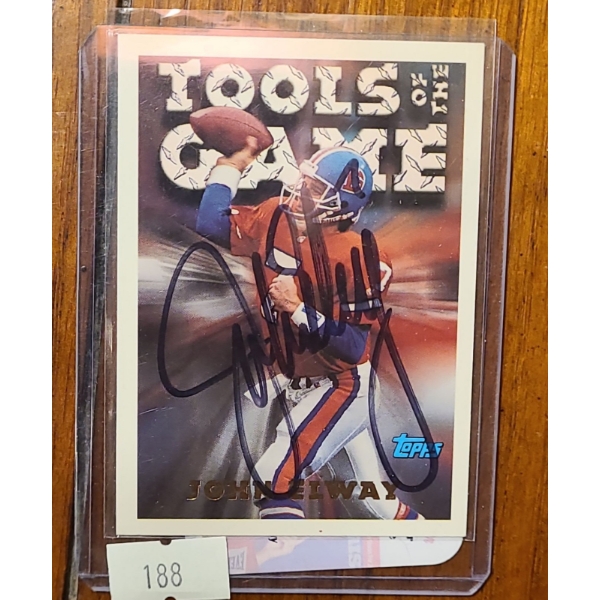 TOOLS
OF THE
GAME
Topps
JOHN ELWAY
188